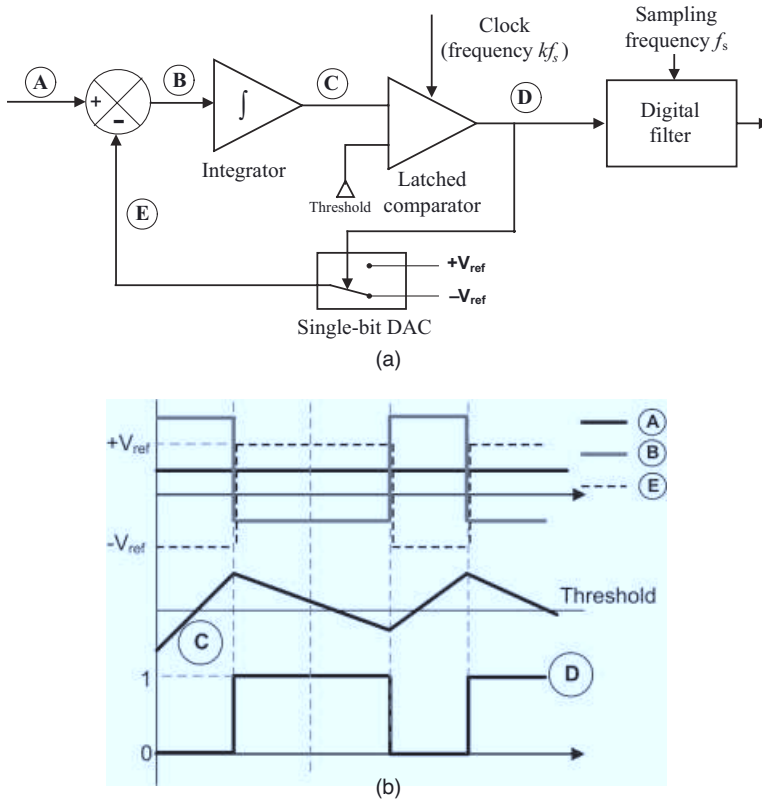 Clock
(frequency kfs)
Sampling
frequency fs
A
B
C
D
+
-
∫
Digital
filter
Integrator
Latched
comparator
Threshold
E
+Vref
–Vref
Single-bit DAC
(a)
A
B
E
+Vref
-Vref
Threshold
C
1
D
0
(b)